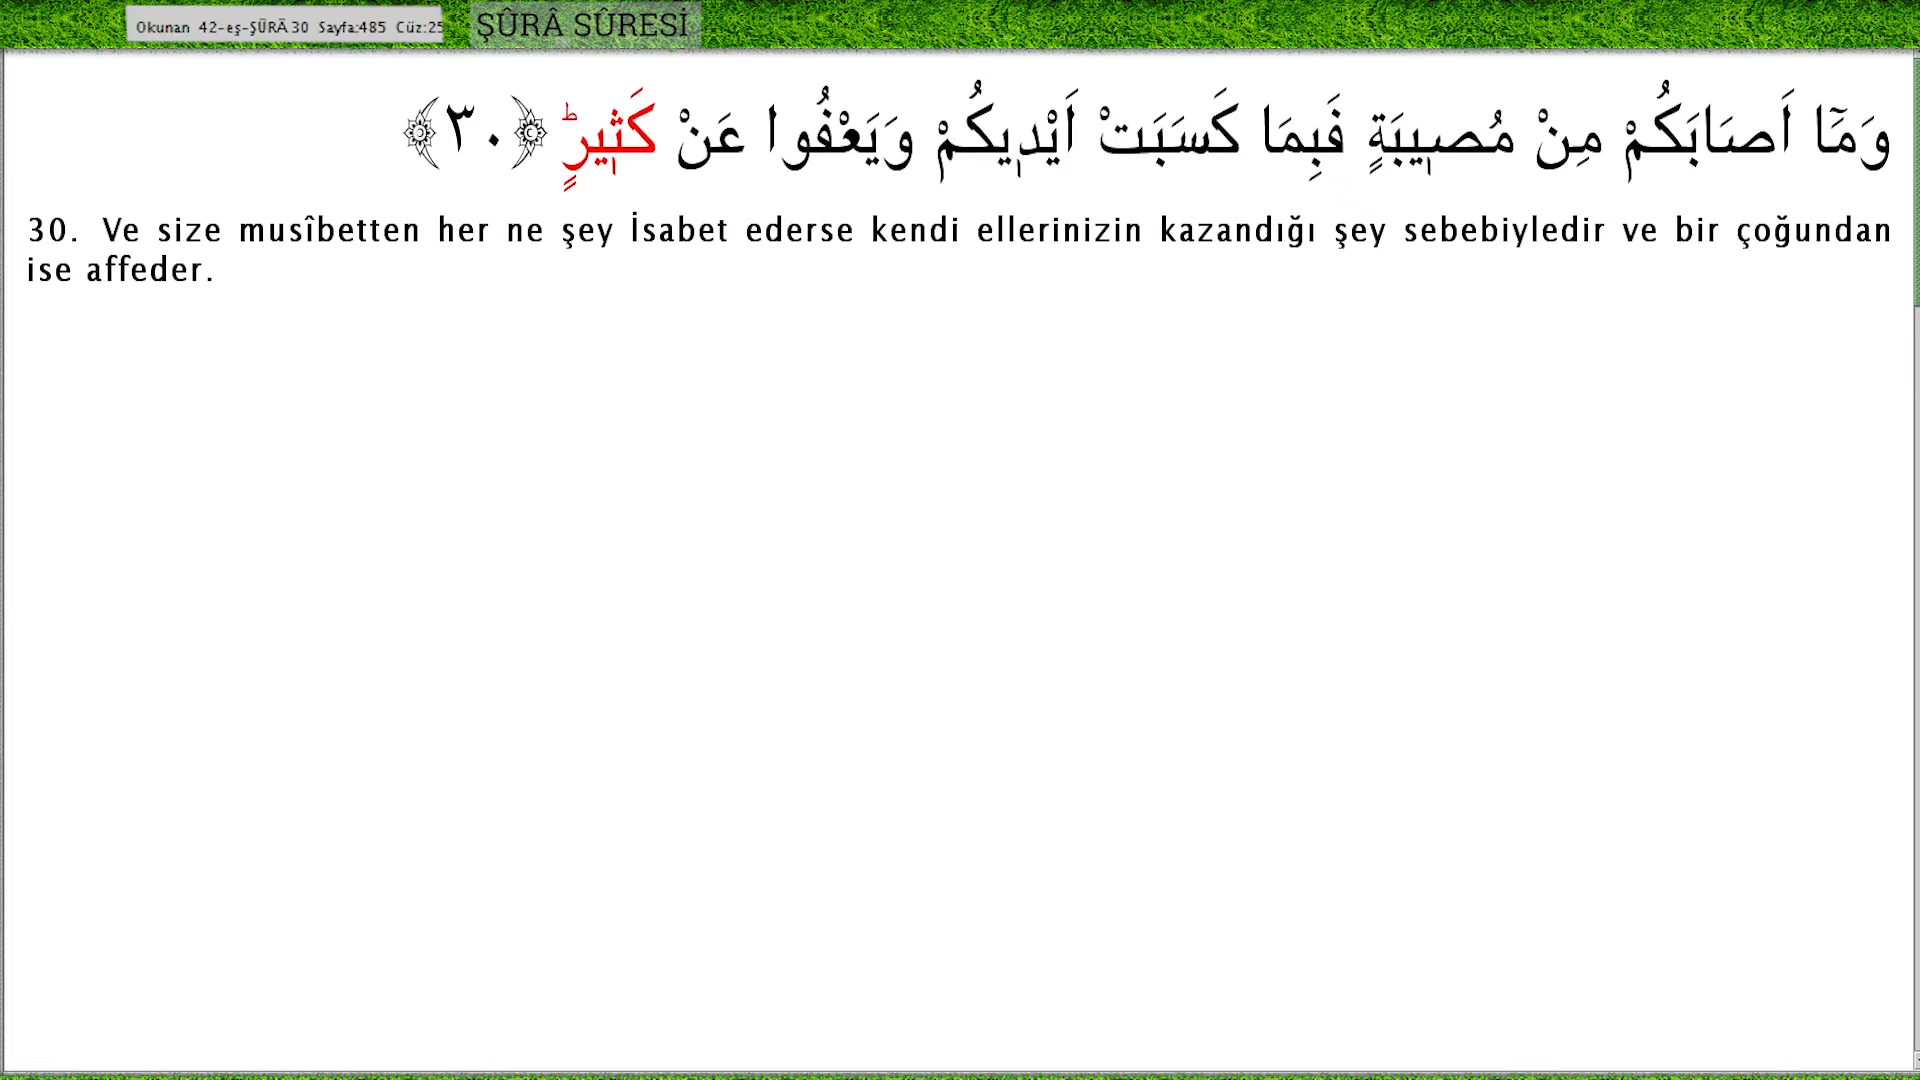 Okunan 42-eş-ŞÛRÂ 30 Sayfa:485 Cüz:25
ŞÛRÂ SÛRESİ
وَمَٓا اَصَابَكُمْ مِنْ مُصٖيبَةٍ فَبِمَا كَسَبَتْ اَيْدٖيكُمْ وَيَعْفُوا عَنْ كَثٖيرٍۜ ﴿٣٠﴾
30. Ve size musîbetten her ne şey İsabet ederse kendi ellerinizin kazandığı şey sebebiyledir ve bir çoğundan
ise affeder.